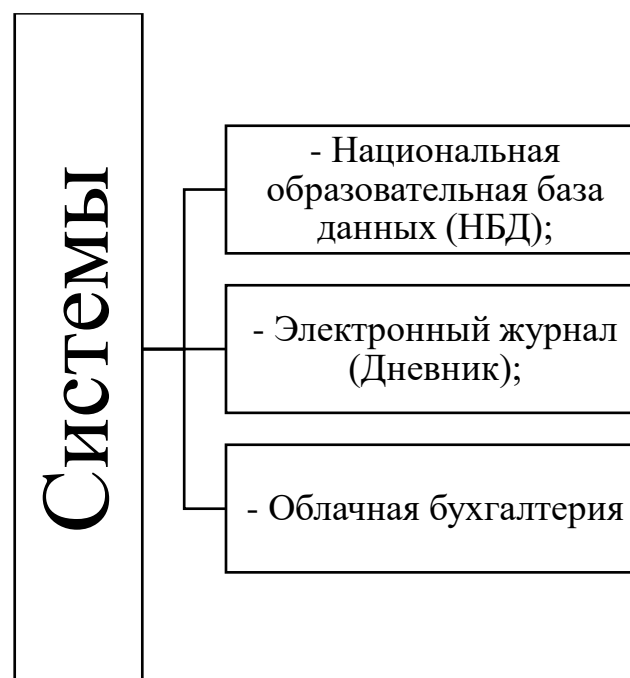 Системы
- Национальная
образовательная база
данных (НБД);
- Электронный журнал
(Дневник);
- Облачная бухгалтерия